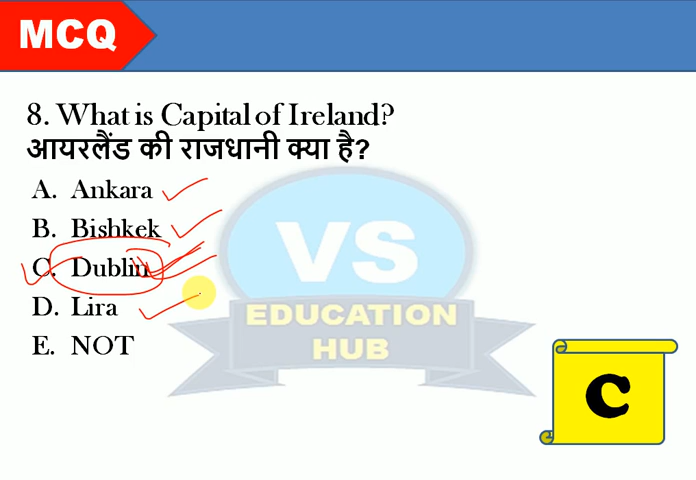 MCQ
8. What is Capital of Ireland?
आयरलैंड की राजधानी क्या है?
A. Ankara
B. Bishkek
C. Dublin
D. Lira
E. NOT
VS
EDUCATION
HUB
C